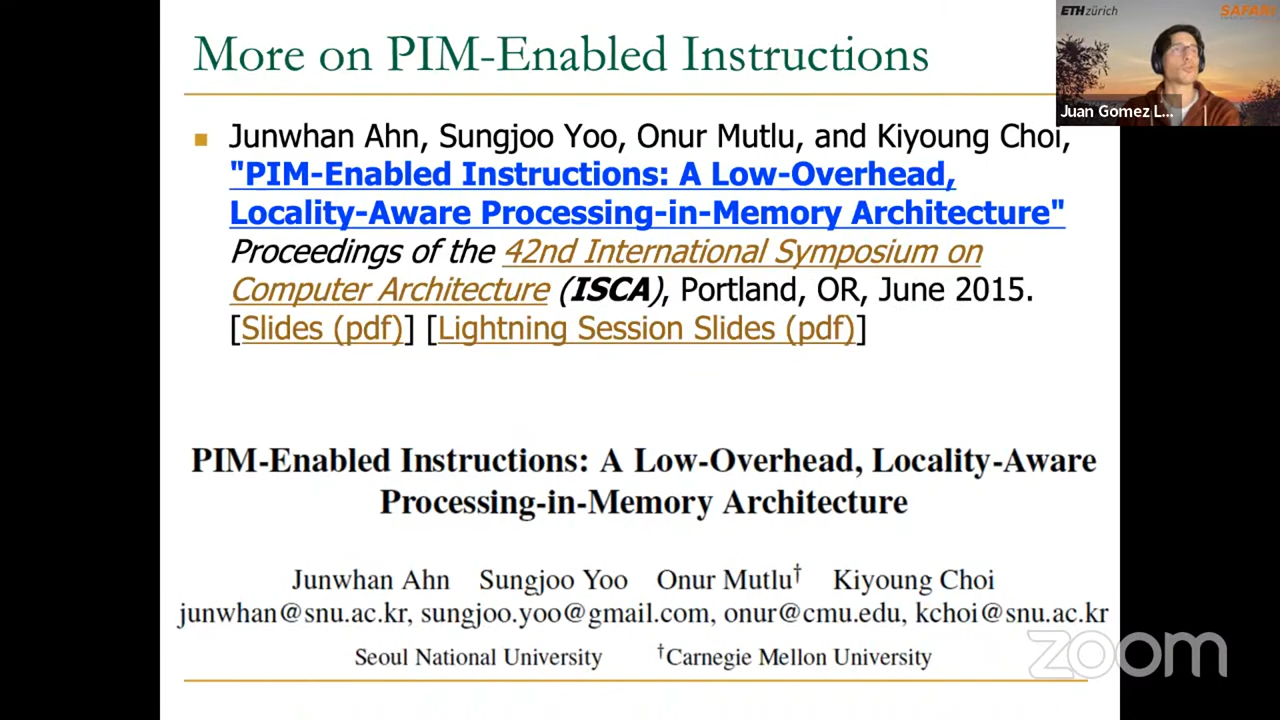 More on PIM-Enabled Instructions
ETH zürich
SAFARI
Juan Gomez L...
Junwhan Ahn, Sungjoo Yoo, Onur Mutlu, and Kiyoung Choi,
"PIM-Enabled Instructions: A Low-Overhead,
Locality-Aware Processing-in-Memory Architecture"
Proceedings of the 42nd International Symposium on
Computer Architecture (ISCA), Portland, OR, June 2015.
[Slides (pdf)] [Lightning Session Slides (pdf)]
PIM-Enabled Instructions: A Low-Overhead, Locality-Aware
Processing-in-Memory Architecture
Junwhan Ahn Sungjoo Yoo Onur Mutlu† Kiyoung Choi
junwhan@snu.ac.kr, sungjoo.yoo@gmail.com, onur@cmu.edu, kchoi@snu.ac.kr
Seoul National University †Carnegie Mellon University
zoom